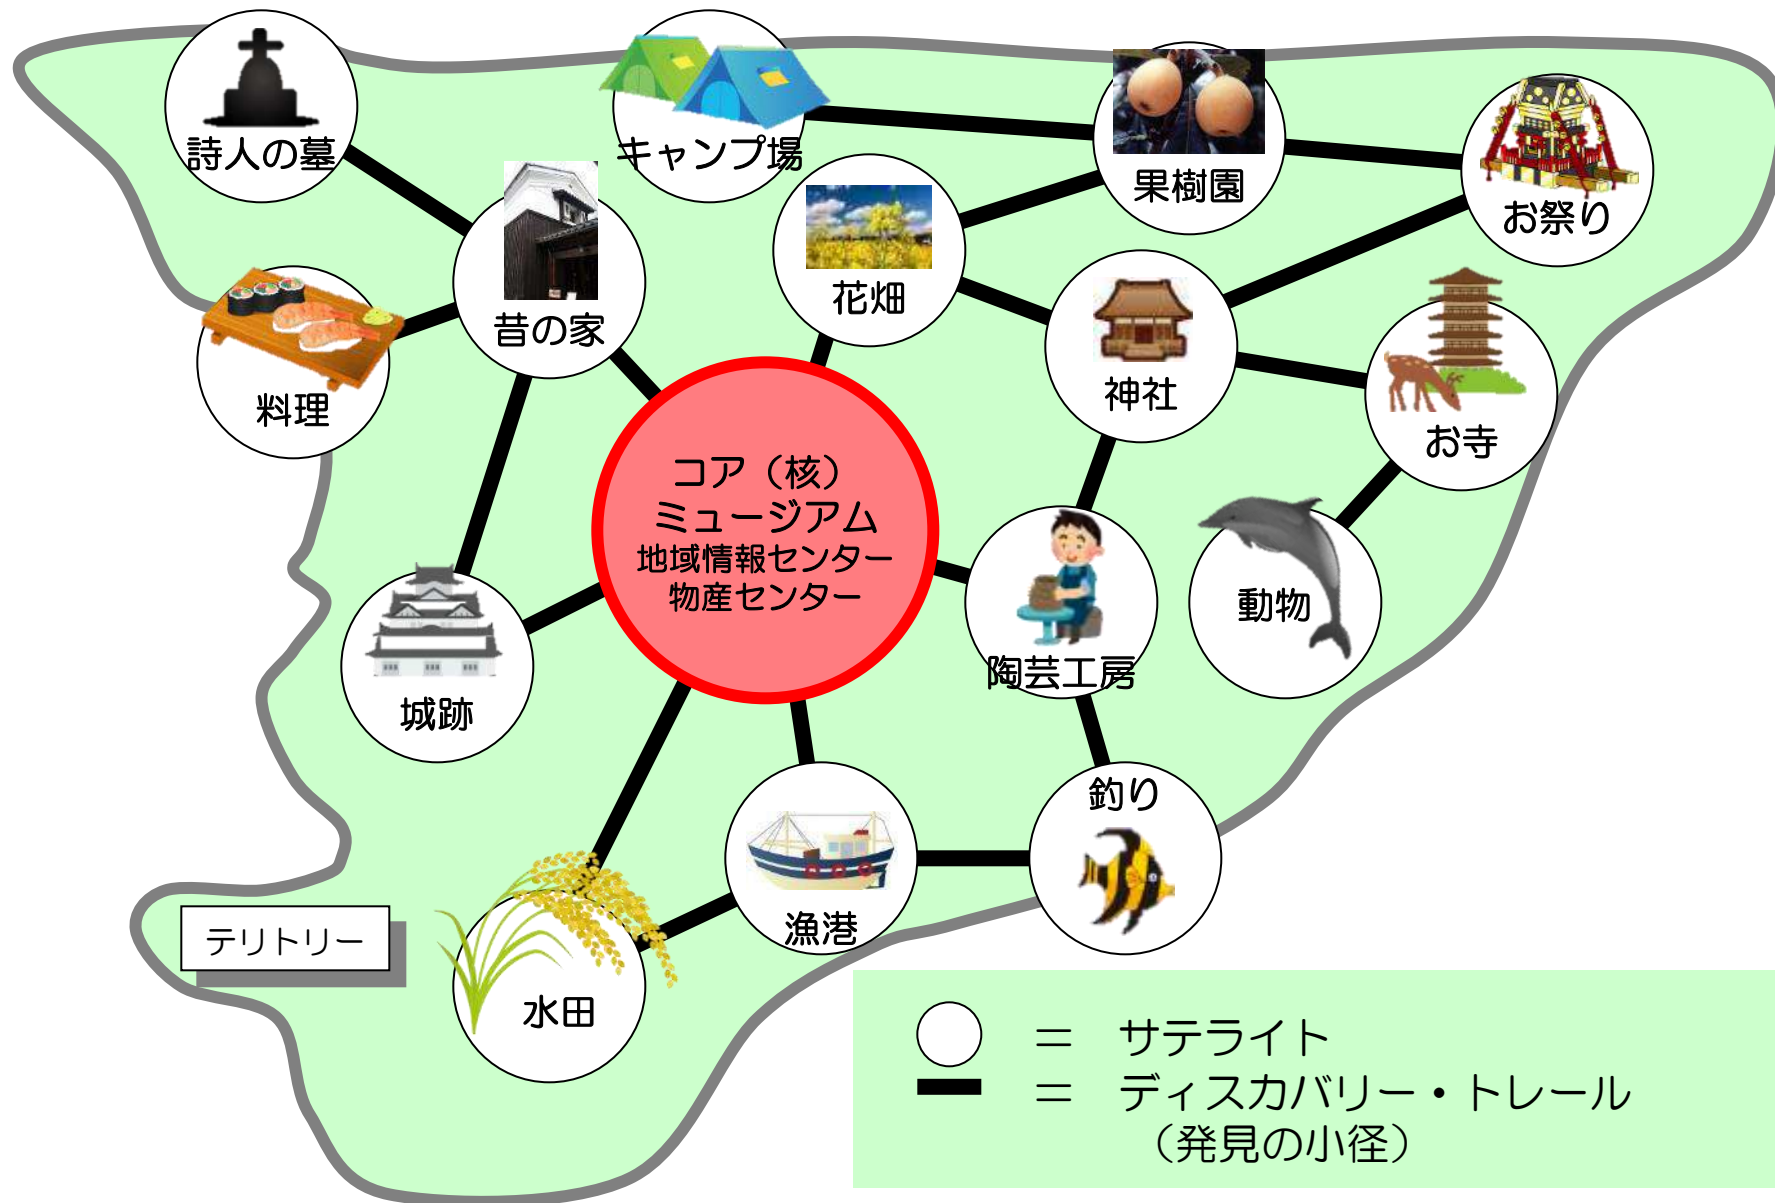 詩人の墓
キャンプ場
果樹園
お祭り
昔の家
花畑
料理
神社
お寺
コア（核）
ミュージアム
地域情報センター
物産センター
動物
陶芸工房
城跡
釣り
漁港
テリトリー
水田
＝ サテライト
＝ ディスカバリー・トレール
（発見の小径）